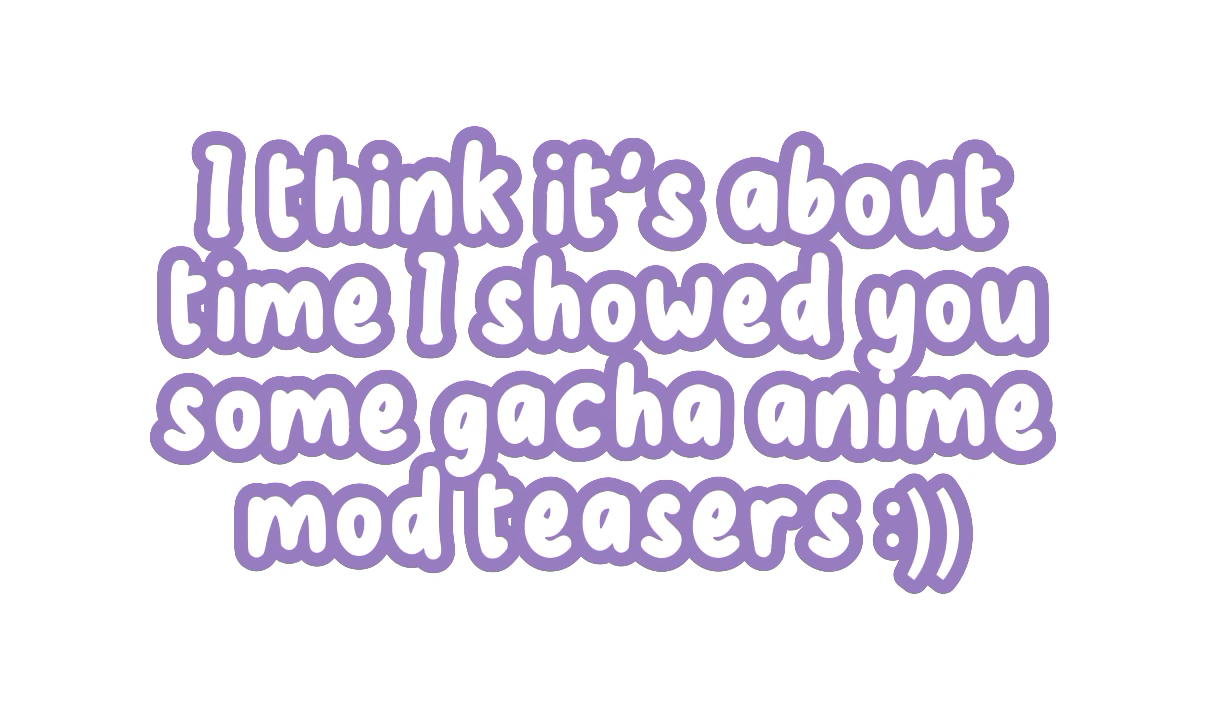 I think it's about
time I showed you
some gacha anime
mod teasers :))